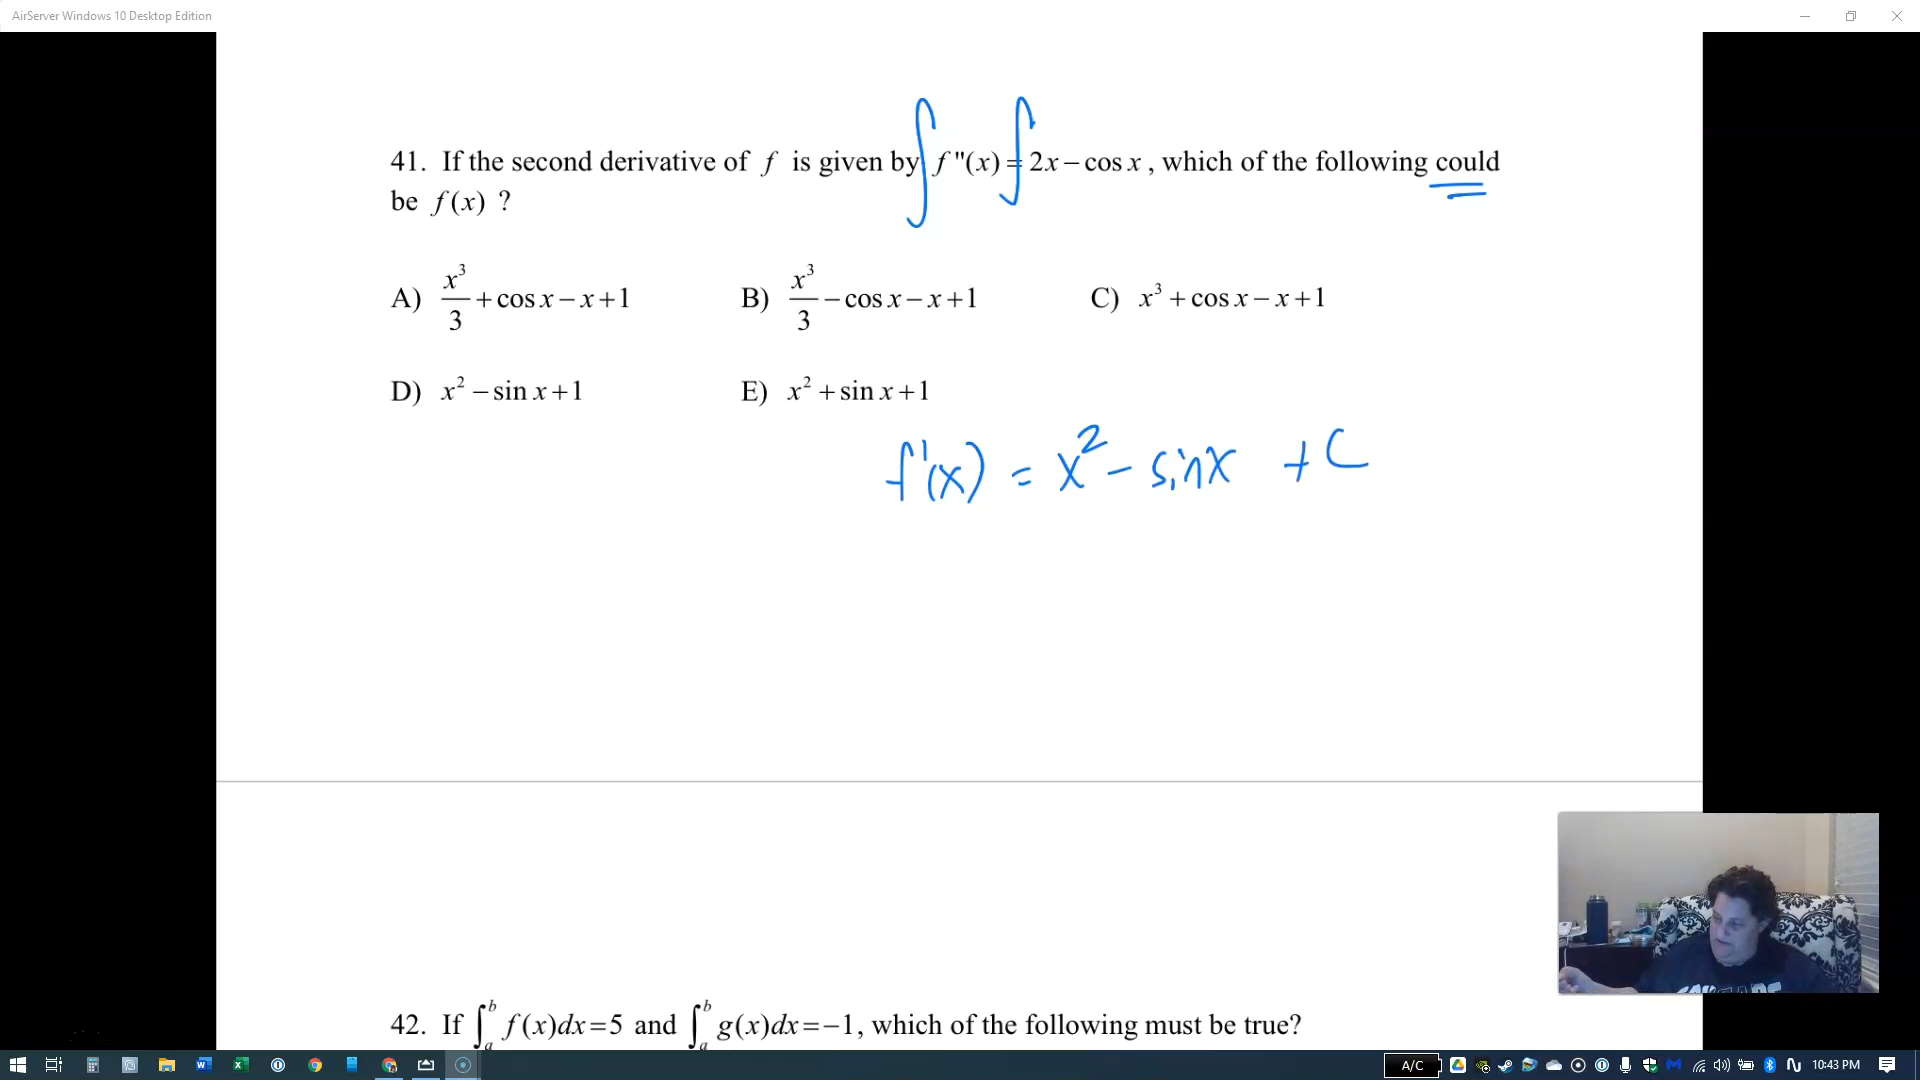 AirServer Windows 10 Desktop Edition
41. If the second derivative of f is given by ∫ f "(x) = ∫ 2x − cos x , which of the following could
be f(x) ?
A) x³/3 + cos x − x + 1 B) x³/3 − cos x − x + 1 C) x³ + cos x − x + 1
D) x² − sin x + 1 E) x² + sin x + 1
f'(x) = x² − sin x + C
42. If ∫ₐᵇ f(x)dx = 5 and ∫ₐᵇ g(x)dx = −1, which of the following must be true?
A/C 10:43 PM